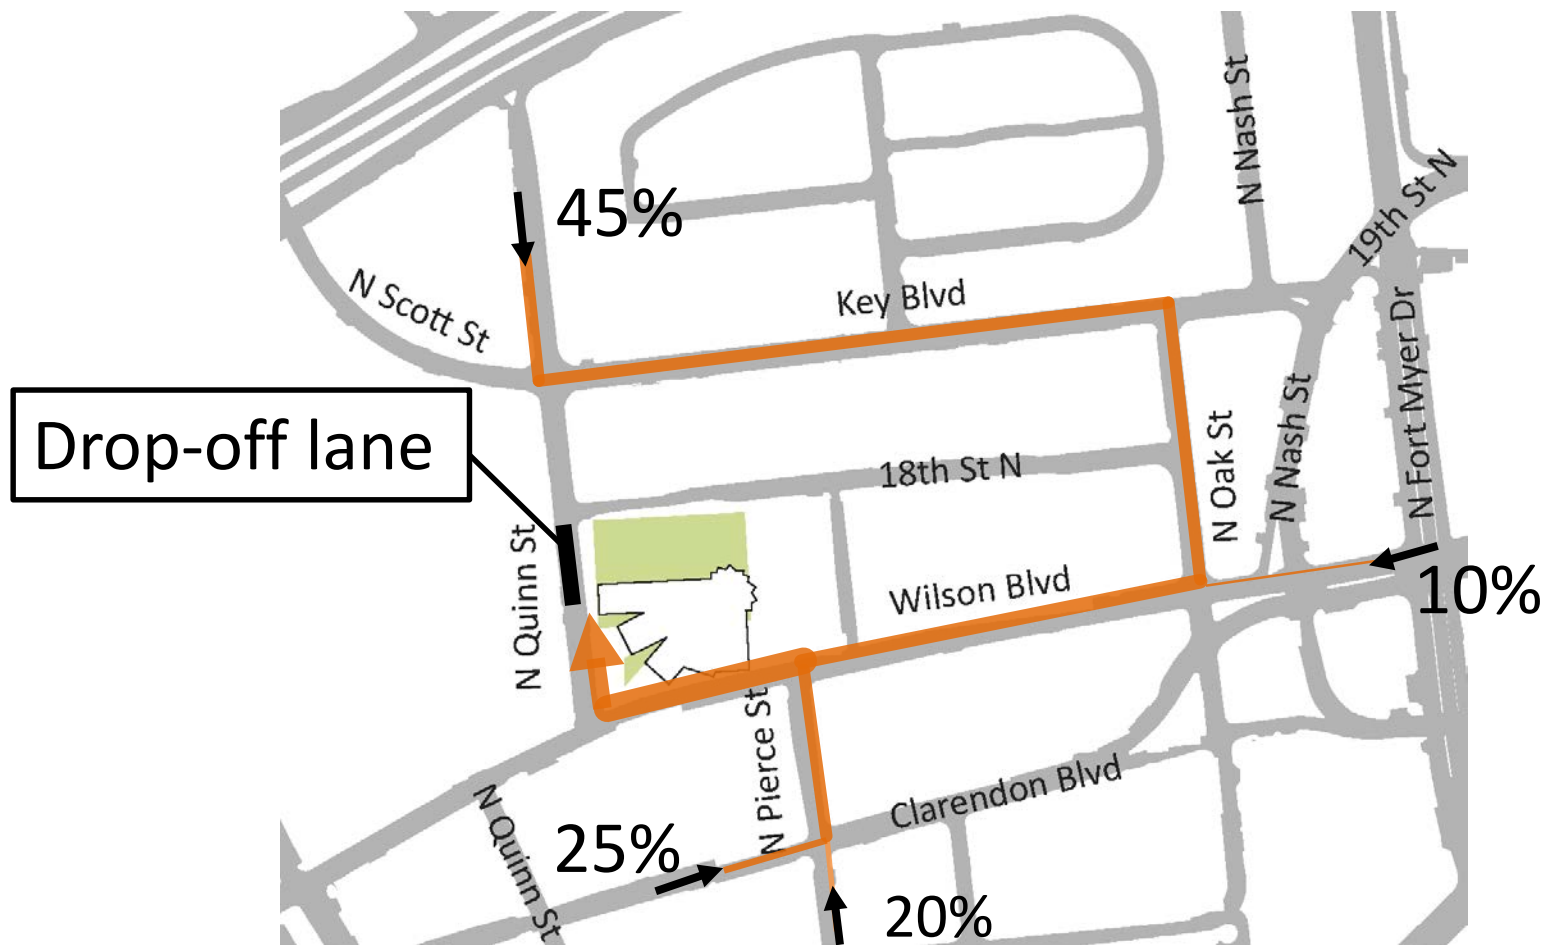 N Nash St
19th St N
45%
N Scott St
Key Blvd
N Fort Myer Dr
Drop-off lane
N Oak St
N Nash St
18th St N
N Quinn St
Wilson Blvd
10%
N Pierce St
Clarendon Blvd
N Quinn St
25%
20%